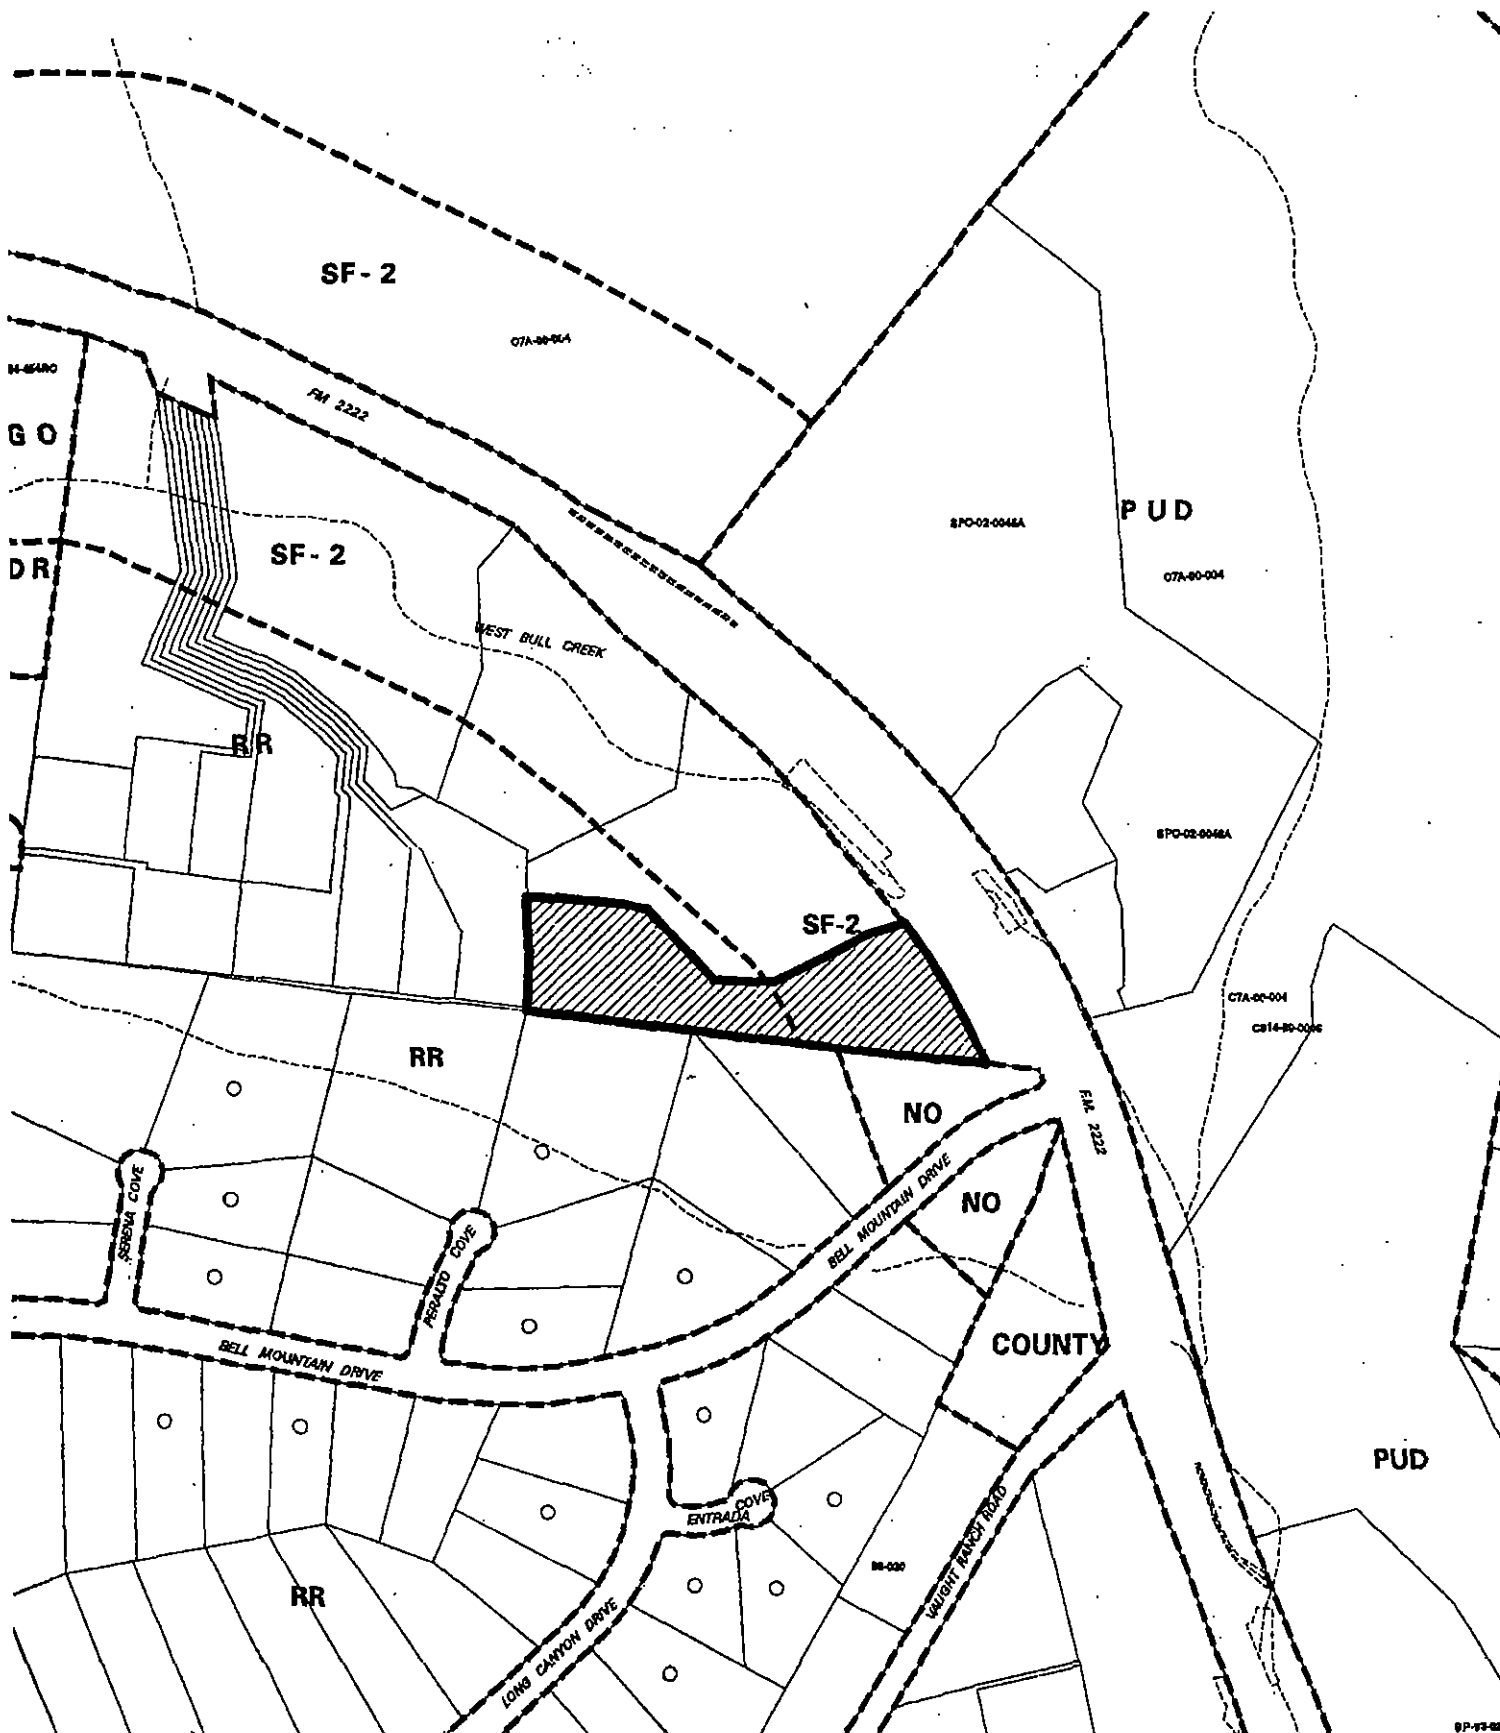 SF-2
FM 2222
GO
PUD
SF-2
DR
WEST BULL CREEK
RR
SF-2
RR
NO
F.M. 2222
SERENA COVE
BELL MOUNTAIN DRIVE
NO
PERALTO COVE
COUNTY
BELL MOUNTAIN DRIVE
PUD
ENTRADA COVE
VAUGHT RANCH ROAD
RR
LONG CANYON DRIVE